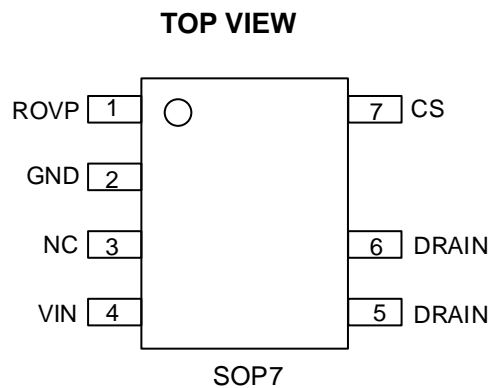 TOP VIEW
ROVP 1 7 CS
GND 2
NC 3 6 DRAIN
VIN 4 5 DRAIN
SOP7